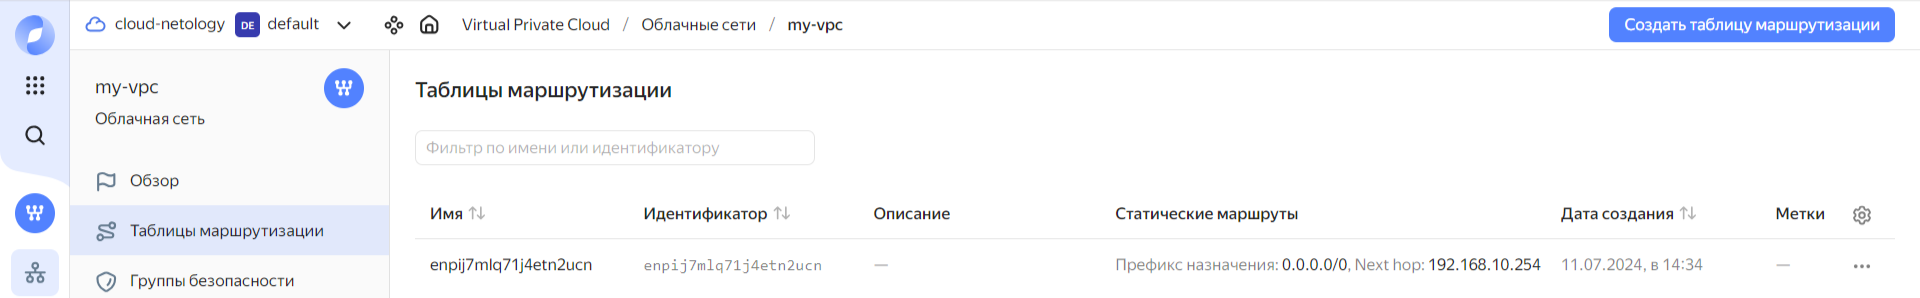 cloud-netology DE default Virtual Private Cloud / Облачные сети / my-vpc Создать таблицу маршрутизации
my-vpc
Облачная сеть
Обзор
Таблицы маршрутизации
Группы безопасности
Таблицы маршрутизации
Фильтр по имени или идентификатору
Имя Идентификатор Описание Статические маршруты Дата создания Метки
enpij7mlq71j4etn2ucn enpij7mlq71j4etn2ucn — Префикс назначения: 0.0.0.0/0, Next hop: 192.168.10.254 11.07.2024, в 14:34 —